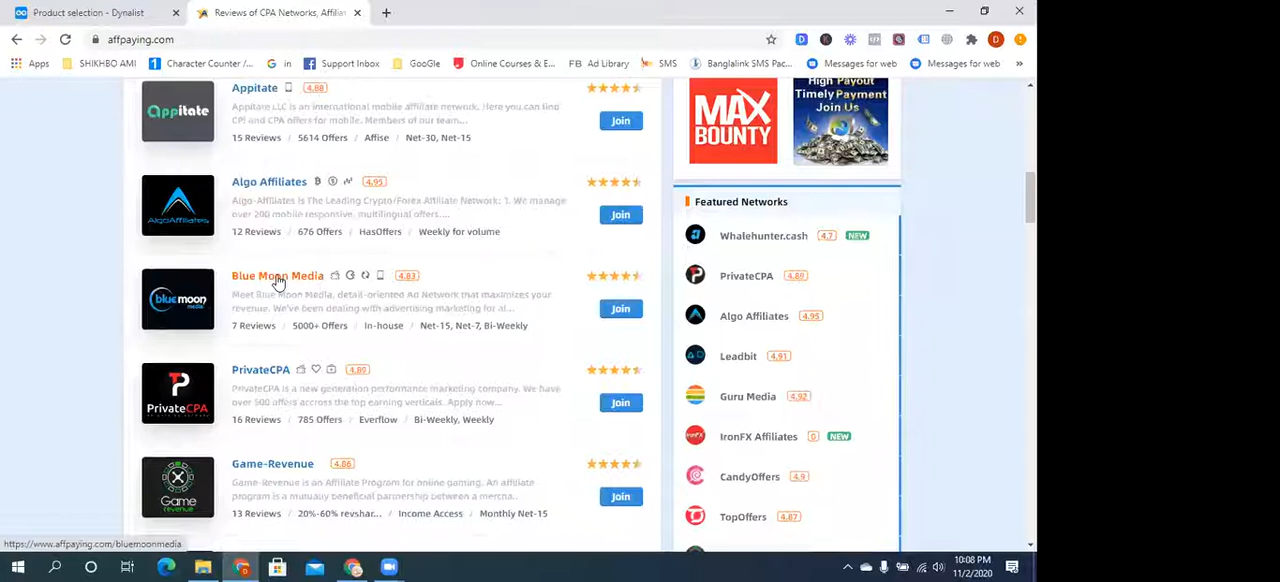 Product selection - Dynalist
Reviews of CPA Networks, Affilia
affpaying.com
Apps
SHIKHBO AMI
Character Counter /...
in
Support Inbox
GooGle
Online Courses & E...
FB Ad Library
SMS
Banglalink SMS Pac...
Messages for web
Messages for web
Appitate 4.88
Appitate LLC is an international mobile affiliate network. Here you can find
CPI and CPA offers for mobile. Members of our team...
15 Reviews / 5614 Offers / Affise / Net-30, Net-15
Join
appitate
Algo Affiliates 4.95
Algo-Affiliates is The Leading Crypto/Forex Affiliate Network: 1. We manage
over 200 mobile responsive, multilingual offers....
12 Reviews / 676 Offers / HasOffers / Weekly for volume
Join
ALGOAFFILIATES
Blue Moon Media 4.83
Meet Blue Moon Media, detail-oriented Ad Network that maximizes your
revenue. We've been dealing with advertising marketing for al...
7 Reviews / 5000+ Offers / In-house / Net-15, Net-7, Bi-Weekly
Join
bluemoon
media
PrivateCPA 4.89
PrivateCPA is a new generation performance marketing company. We have
over 500 offers accross the top earning verticals. Apply now...
16 Reviews / 785 Offers / Everflow / Bi-Weekly, Weekly
Join
PRIVATECPA
Game-Revenue 4.86
Game-Revenue is an Affiliate Program for online gaming. An affiliate
program is a mutually beneficial partnership between a mercha..
13 Reviews / 20%-60% revshar... / Income Access / Monthly Net-15
Join
Game
revenue
MAX
BOUNTY
High Payout
Timely Payment
Join Us
Featured Networks
Whalehunter.cash 4.7 NEW
PrivateCPA 4.89
Algo Affiliates 4.95
Leadbit 4.91
Guru Media 4.92
IronFX Affiliates 0 NEW
CandyOffers 4.9
TopOffers 4.87
https://www.affpaying.com/bluemoonmedia
10:08 PM
11/2/2020